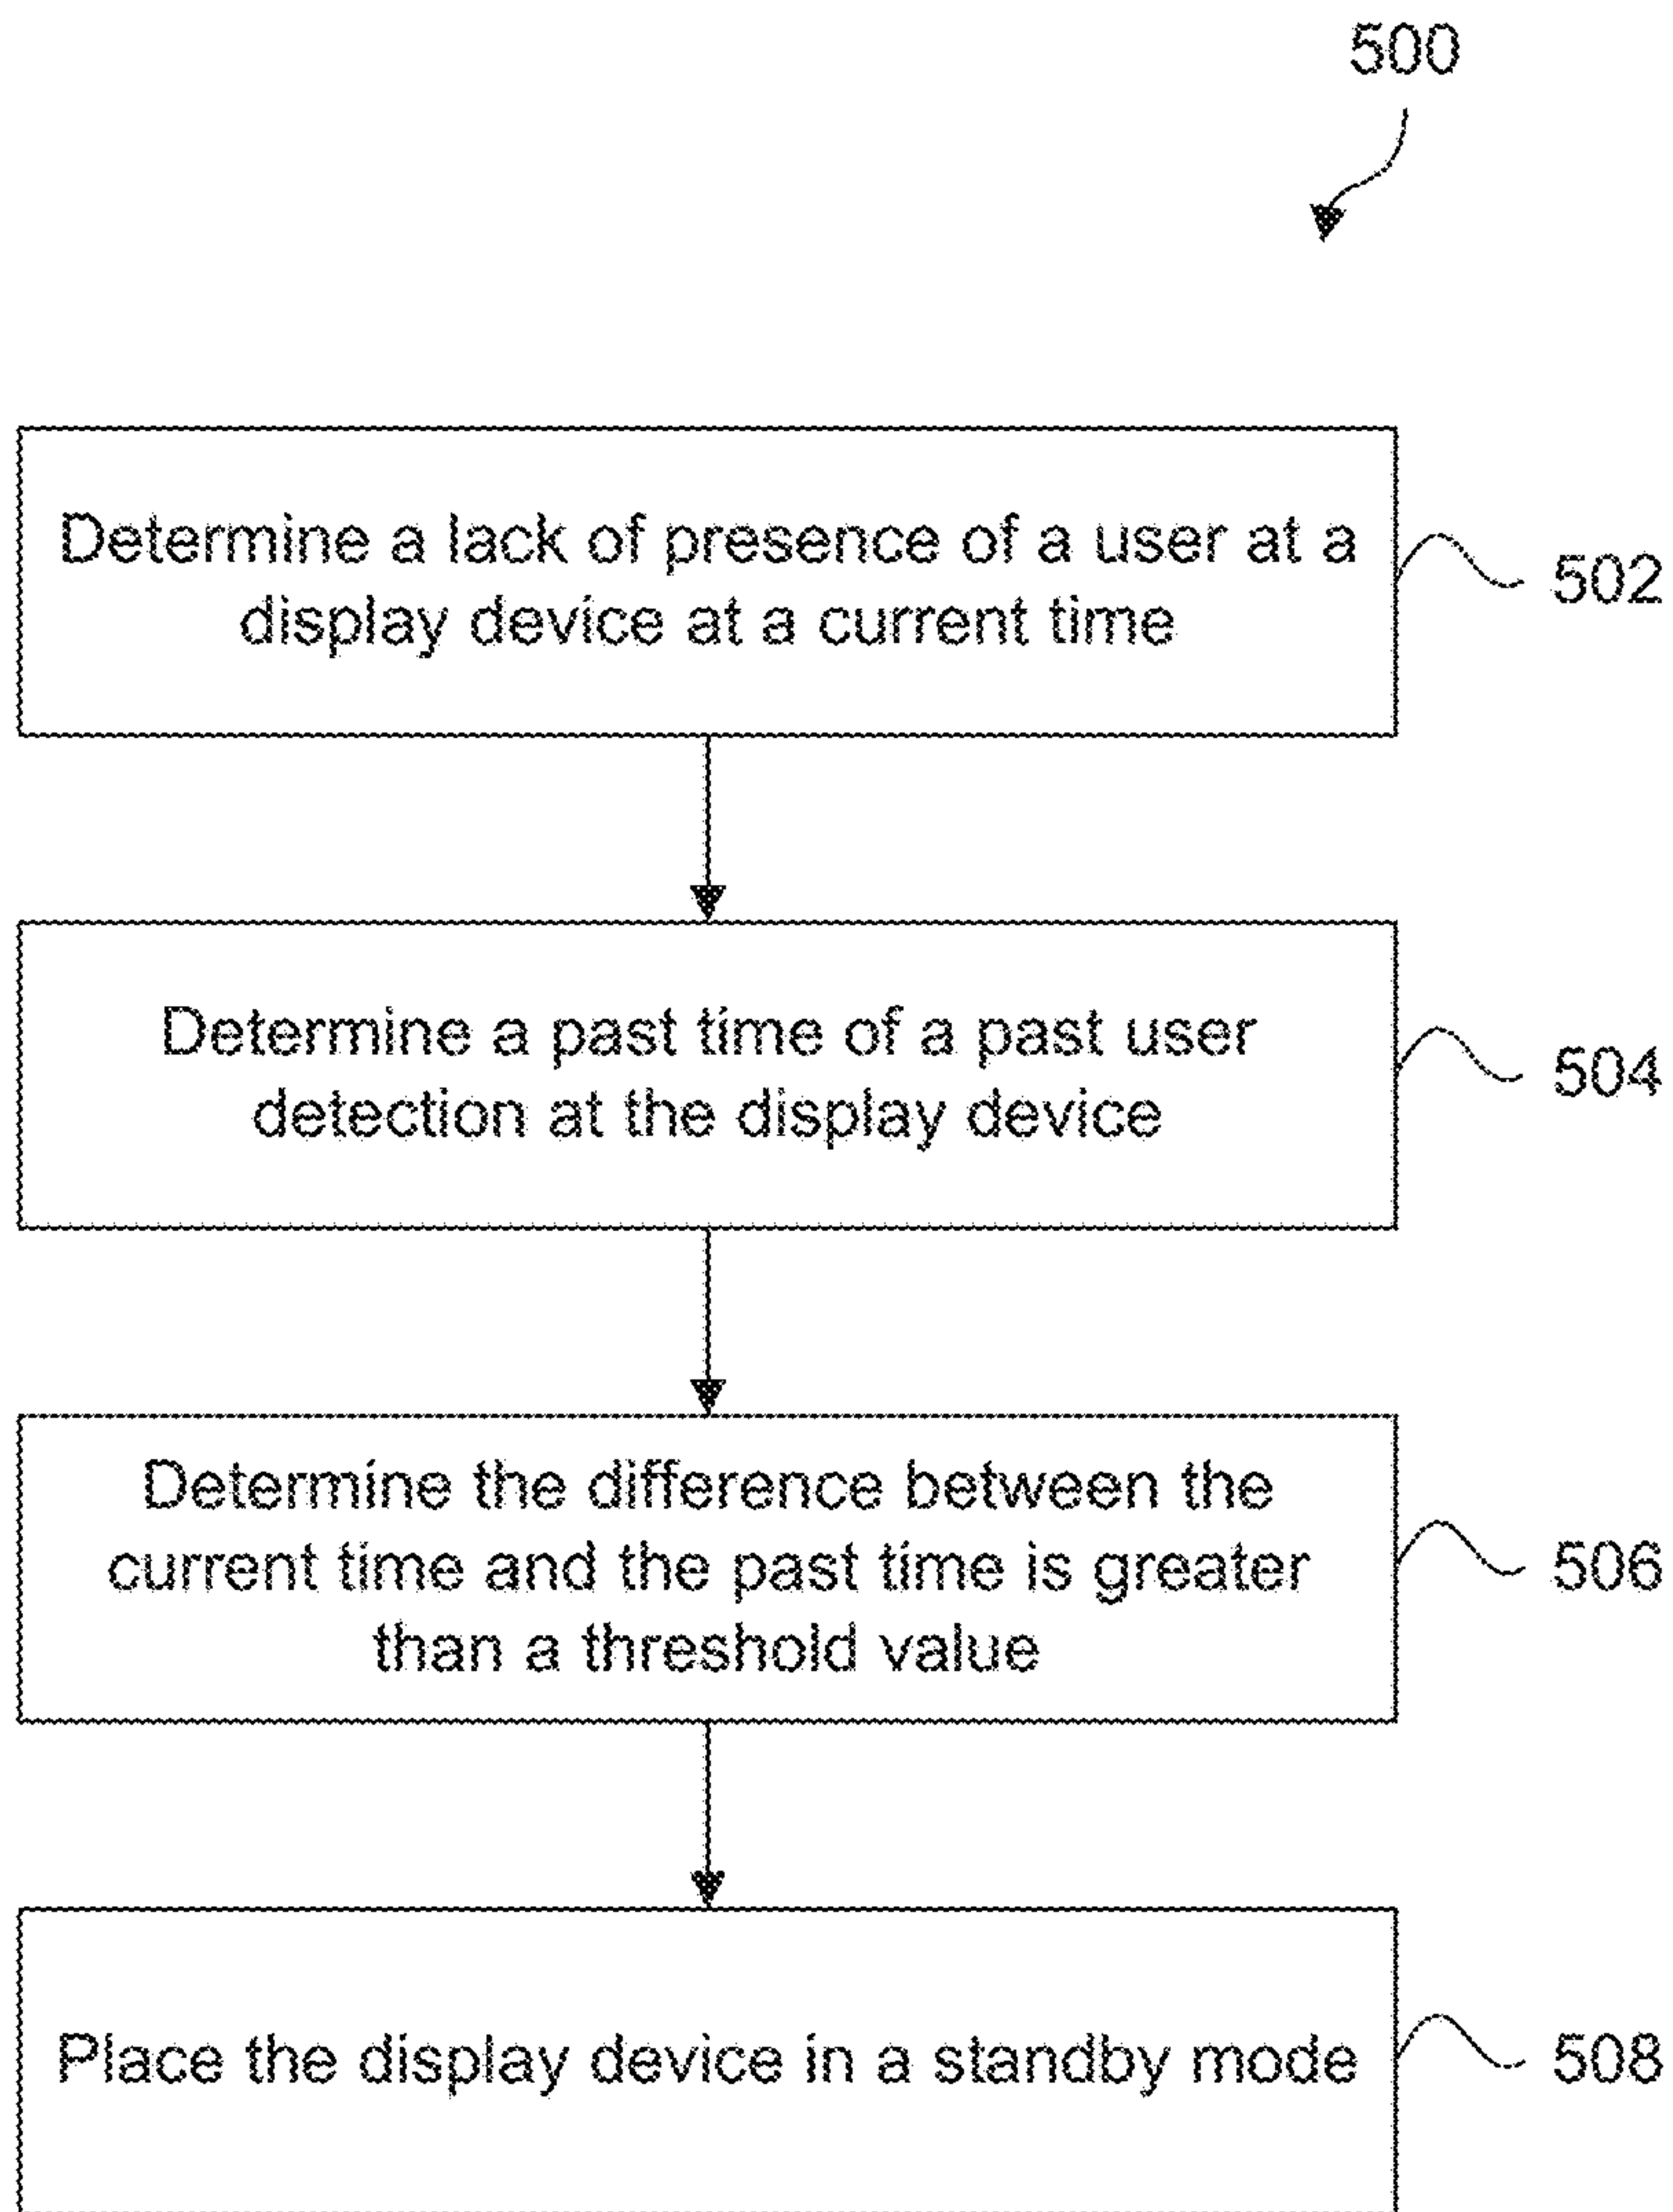 500
Determine a lack of presence of a user at a
display device at a current time
502
Determine a past time of a past user
detection at the display device
504
Determine the difference between the
current time and the past time is greater
than a threshold value
506
Place the display device in a standby mode
508